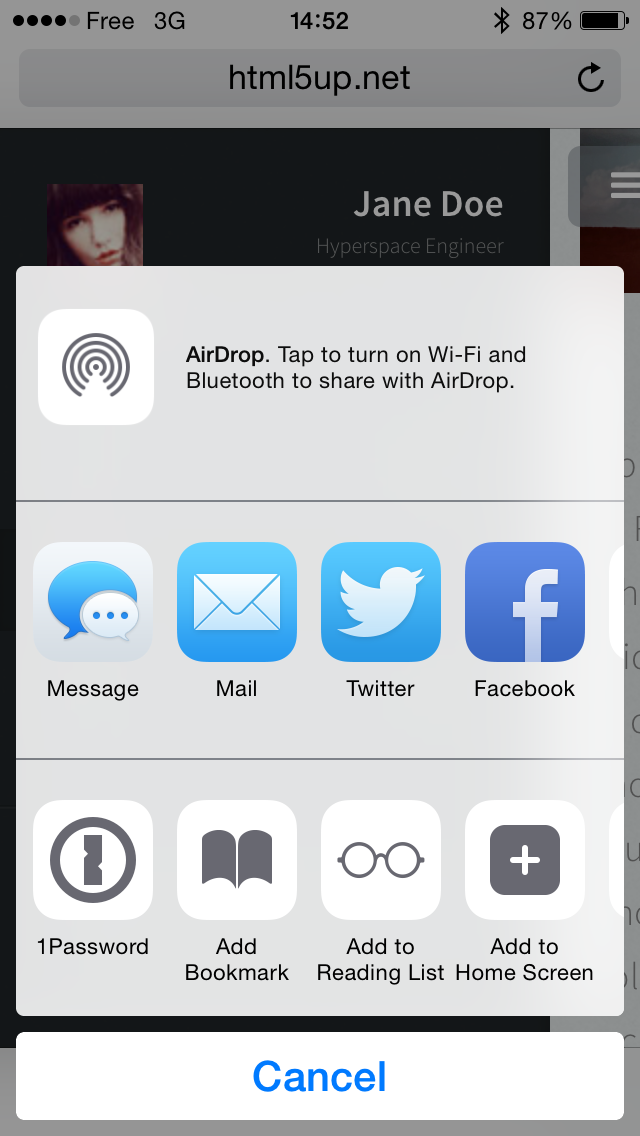 Free 3G 14:52 87%
html5up.net
Jane Doe
Hyperspace Engineer
AirDrop. Tap to turn on Wi-Fi and
Bluetooth to share with AirDrop.
Message Mail Twitter Facebook
1Password Add Bookmark Add to Reading List Add to Home Screen
Cancel